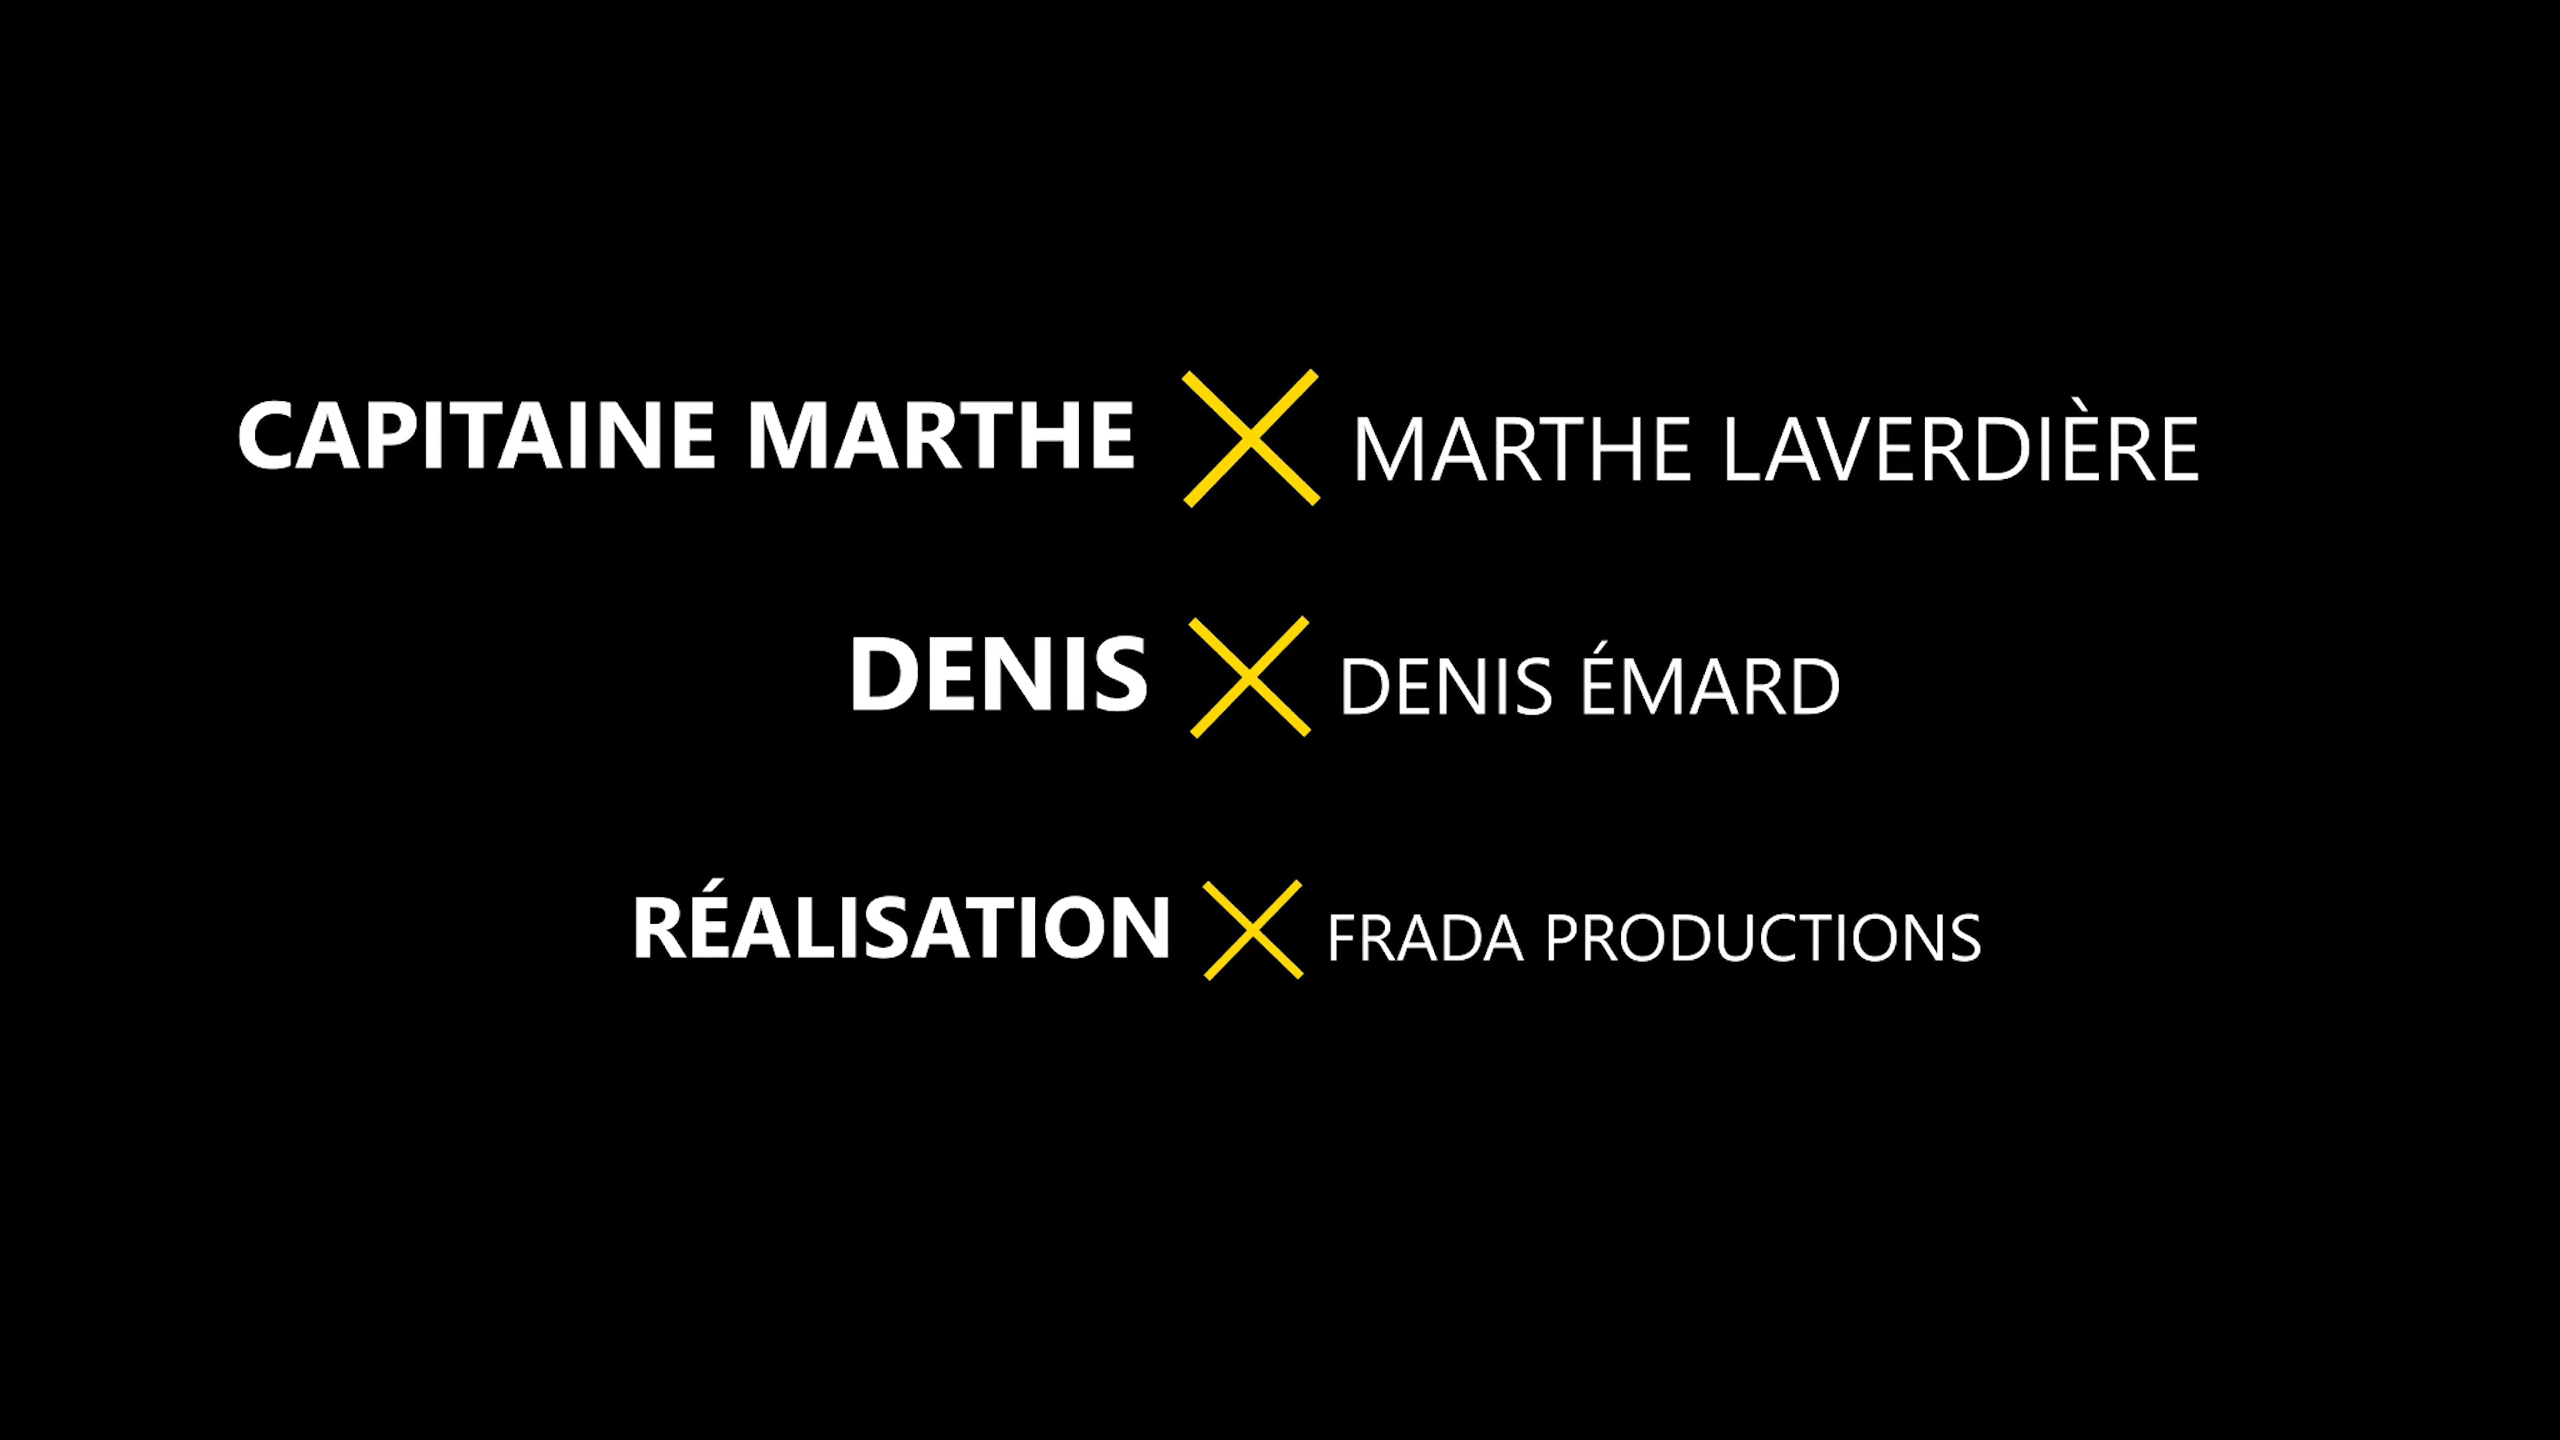 CAPITAINE MARTHE MARTHE LAVERDIÈRE
DENIS DENIS ÉMARD
RÉALISATION FRADA PRODUCTIONS